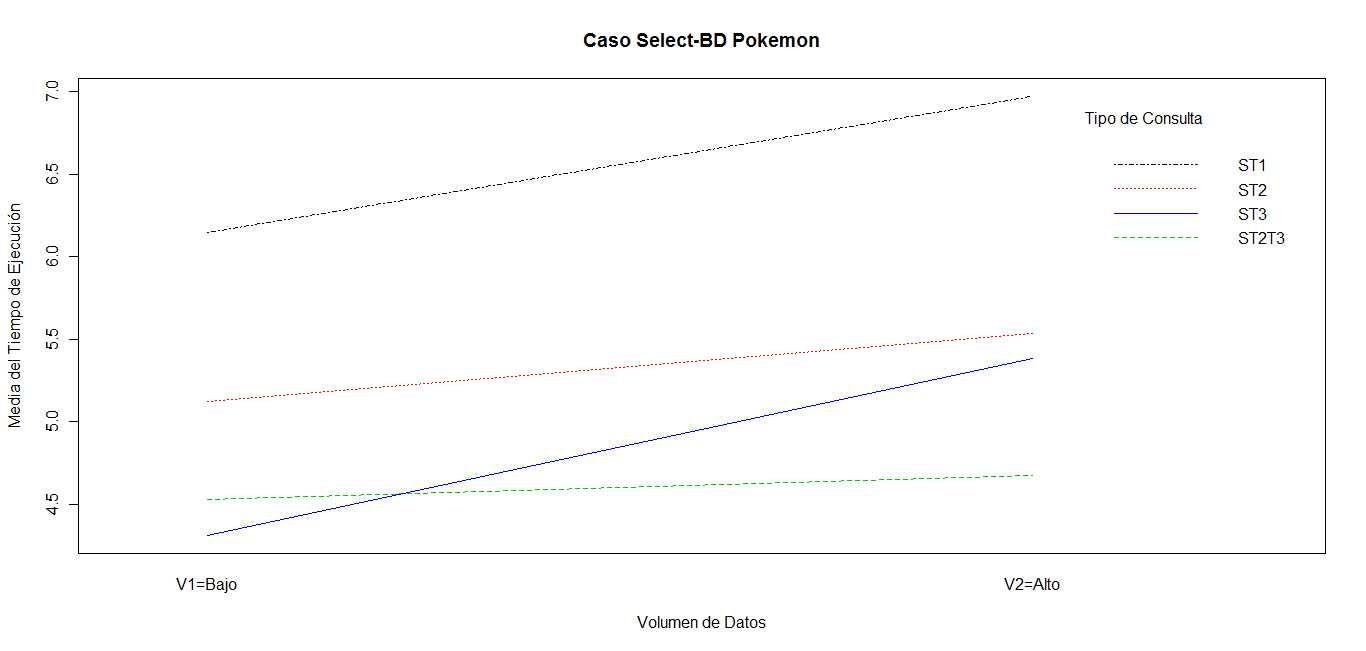 Caso Select-BD Pokemon
Media del Tiempo de Ejecución
7.0
6.5
6.0
5.5
5.0
4.5
Tipo de Consulta
ST1
ST2
ST3
ST2T3
V1=Bajo
V2=Alto
Volumen de Datos